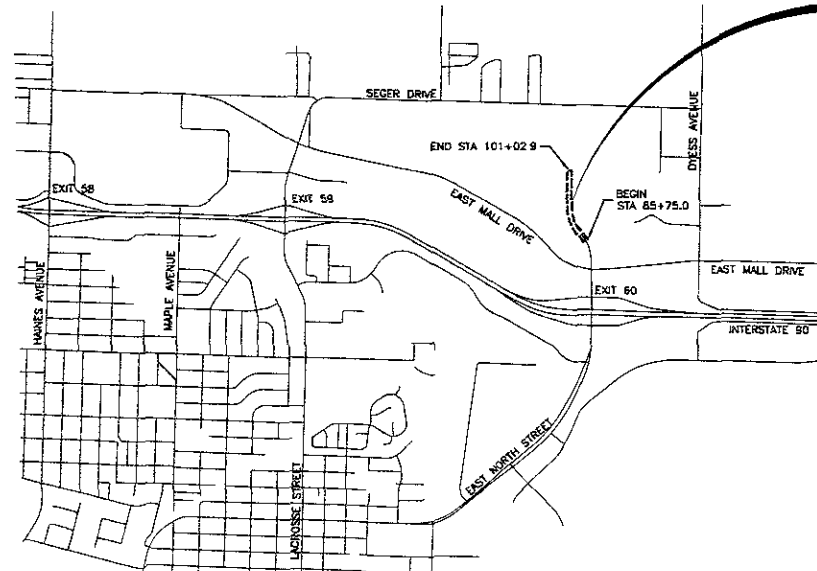 SEGER DRIVE
DYESS AVENUE
END STA 101+02.9
EXIT 58
EXIT 59
BEGIN
STA 85+75.0
EAST MALL DRIVE
EAST MALL DRIVE
HAINES AVENUE
MAPLE AVENUE
EXIT 60
INTERSTATE 90
EAST NORTH STREET
LACROSSE STREET